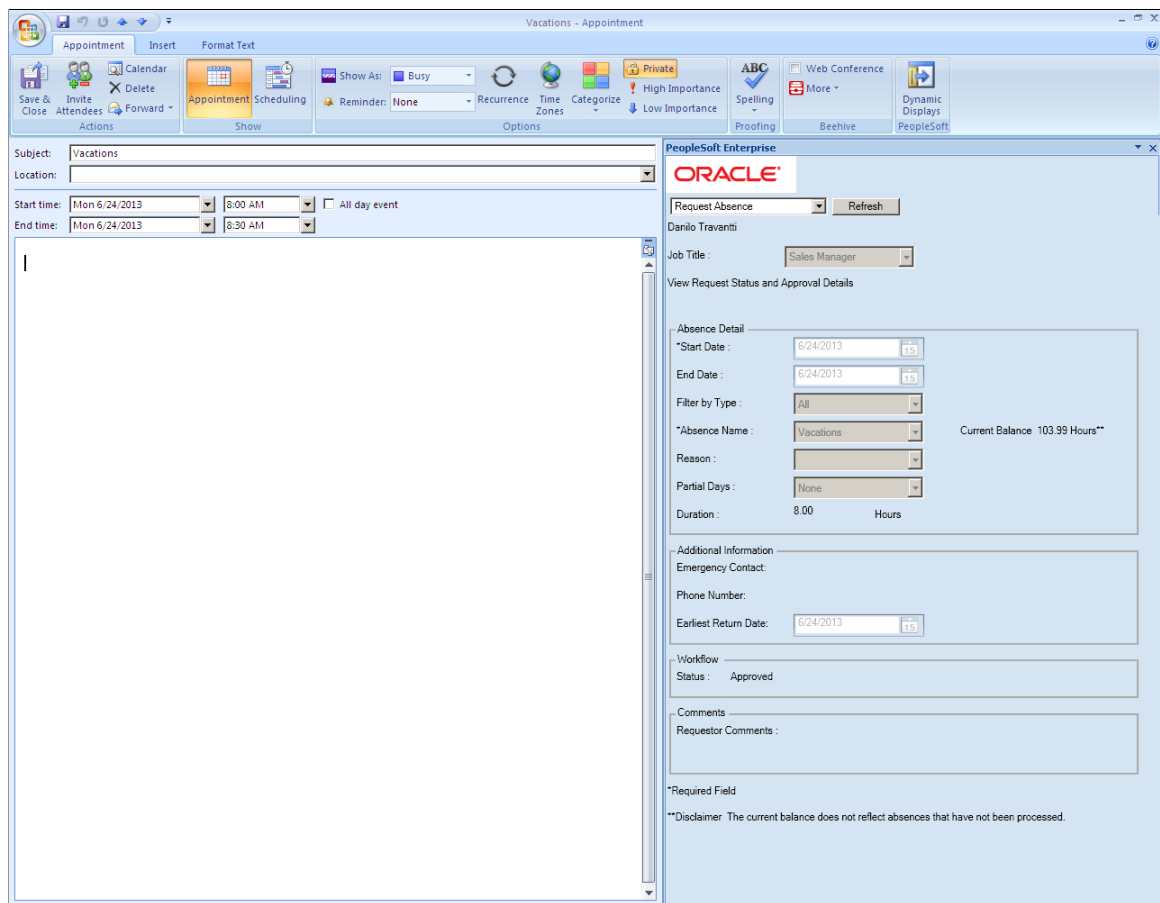 Vacations - Appointment
Appointment Insert Format Text
Save & Close
Invite Attendees
Calendar
Delete
Forward
Actions
Appointment
Scheduling
Show
Show As: Busy
Reminder: None
Recurrence
Time Zones
Categorize
Private
High Importance
Low Importance
Options
ABC
Spelling
Proofing
Web Conference
More
Beehive
Dynamic Displays
PeopleSoft
Subject: Vacations
Location:
Start time: Mon 6/24/2013 8:00 AM All day event
End time: Mon 6/24/2013 8:30 AM
PeopleSoft Enterprise
ORACLE
Request Absence Refresh
Danilo Travantti
Job Title : Sales Manager
View Request Status and Approval Details
Absence Detail
*Start Date : 6/24/2013 15
End Date : 6/24/2013 15
Filter by Type : All
*Absence Name : Vacations Current Balance 103.99 Hours**
Reason :
Partial Days : None
Duration : 8.00 Hours
Additional Information
Emergency Contact:
Phone Number:
Earliest Return Date: 6/24/2013 15
Workflow
Status : Approved
Comments
Requestor Comments :
*Required Field
**Disclaimer The current balance does not reflect absences that have not been processed.